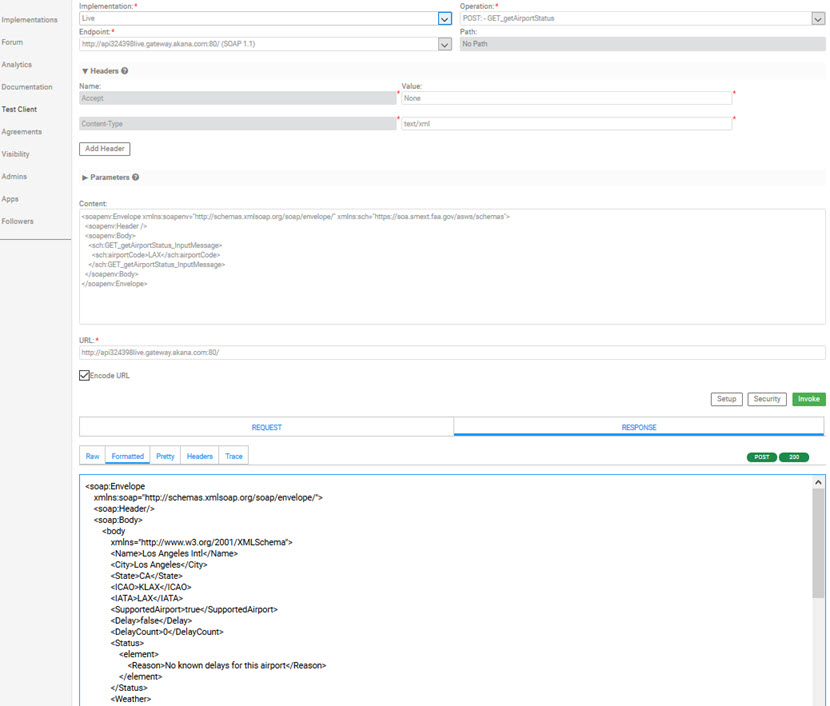 Implementations
Forum
Analytics
Documentation
Test Client
Agreements
Visibility
Admins
Apps
Followers
Implementation:*
Live
Operation:*
POST: - GET_getAirportStatus
Endpoint:*
http://api324398live.gateway.akana.com:80/ (SOAP 1.1)
Path:
No Path
▼ Headers ?
Name:
Value:
Accept
*
None
*
Content-Type
*
text/xml
*
Add Header
▶ Parameters ?
Content:
<soapenv:Envelope xmlns:soapenv="http://schemas.xmlsoap.org/soap/envelope/" xmlns:sch="https://soa.smext.faa.gov/asws/schemas">
<soapenv:Header />
<soapenv:Body>
<sch:GET_getAirportStatus_InputMessage>
<sch:airportCode>LAX</sch:airportCode>
</sch:GET_getAirportStatus_InputMessage>
</soapenv:Body>
</soapenv:Envelope>
URL:*
http://api324398live.gateway.akana.com:80/
Encode URL
Setup
Security
Invoke
REQUEST
RESPONSE
Raw
Formatted
Pretty
Headers
Trace
POST
200
<soap:Envelope
xmlns:soap="http://schemas.xmlsoap.org/soap/envelope/">
<soap:Header/>
<soap:Body>
<body
xmlns="http://www.w3.org/2001/XMLSchema">
<Name>Los Angeles Intl</Name>
<City>Los Angeles</City>
<State>CA</State>
<ICAO>KLAX</ICAO>
<IATA>LAX</IATA>
<SupportedAirport>true</SupportedAirport>
<Delay>false</Delay>
<DelayCount>0</DelayCount>
<Status>
<element>
<Reason>No known delays for this airport</Reason>
</element>
</Status>
<Weather>